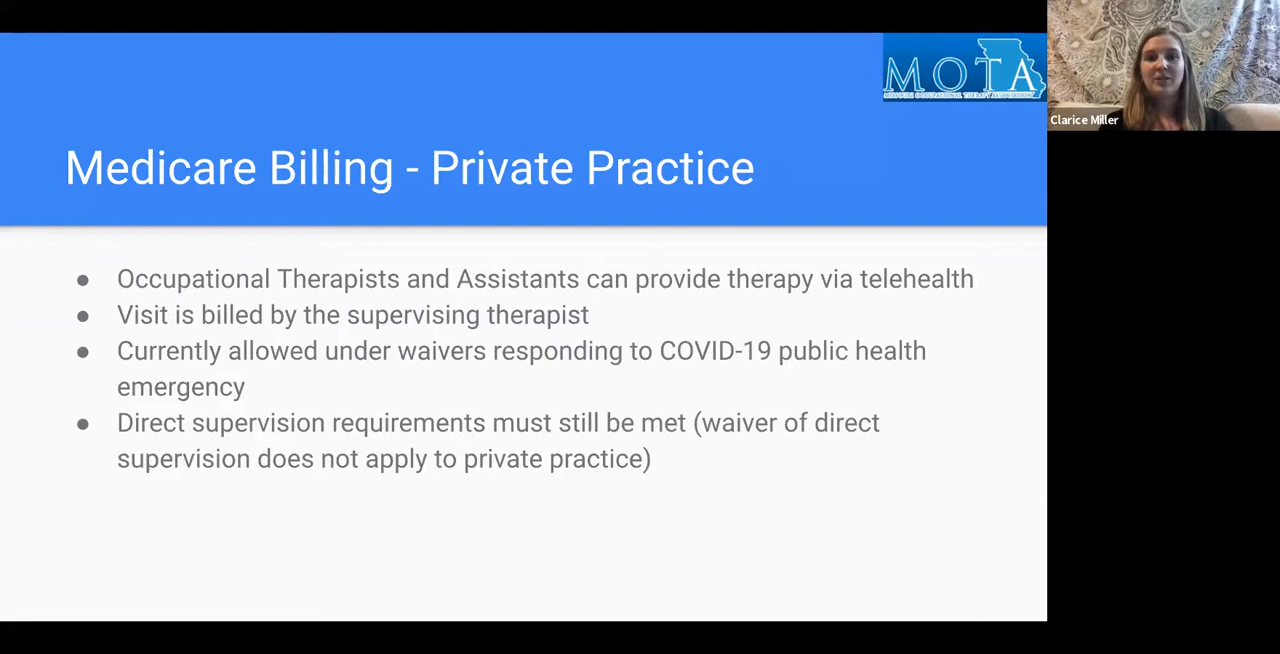 MOTA
Clarice Miller
Medicare Billing - Private Practice
● Occupational Therapists and Assistants can provide therapy via telehealth
● Visit is billed by the supervising therapist
● Currently allowed under waivers responding to COVID-19 public health
emergency
● Direct supervision requirements must still be met (waiver of direct
supervision does not apply to private practice)